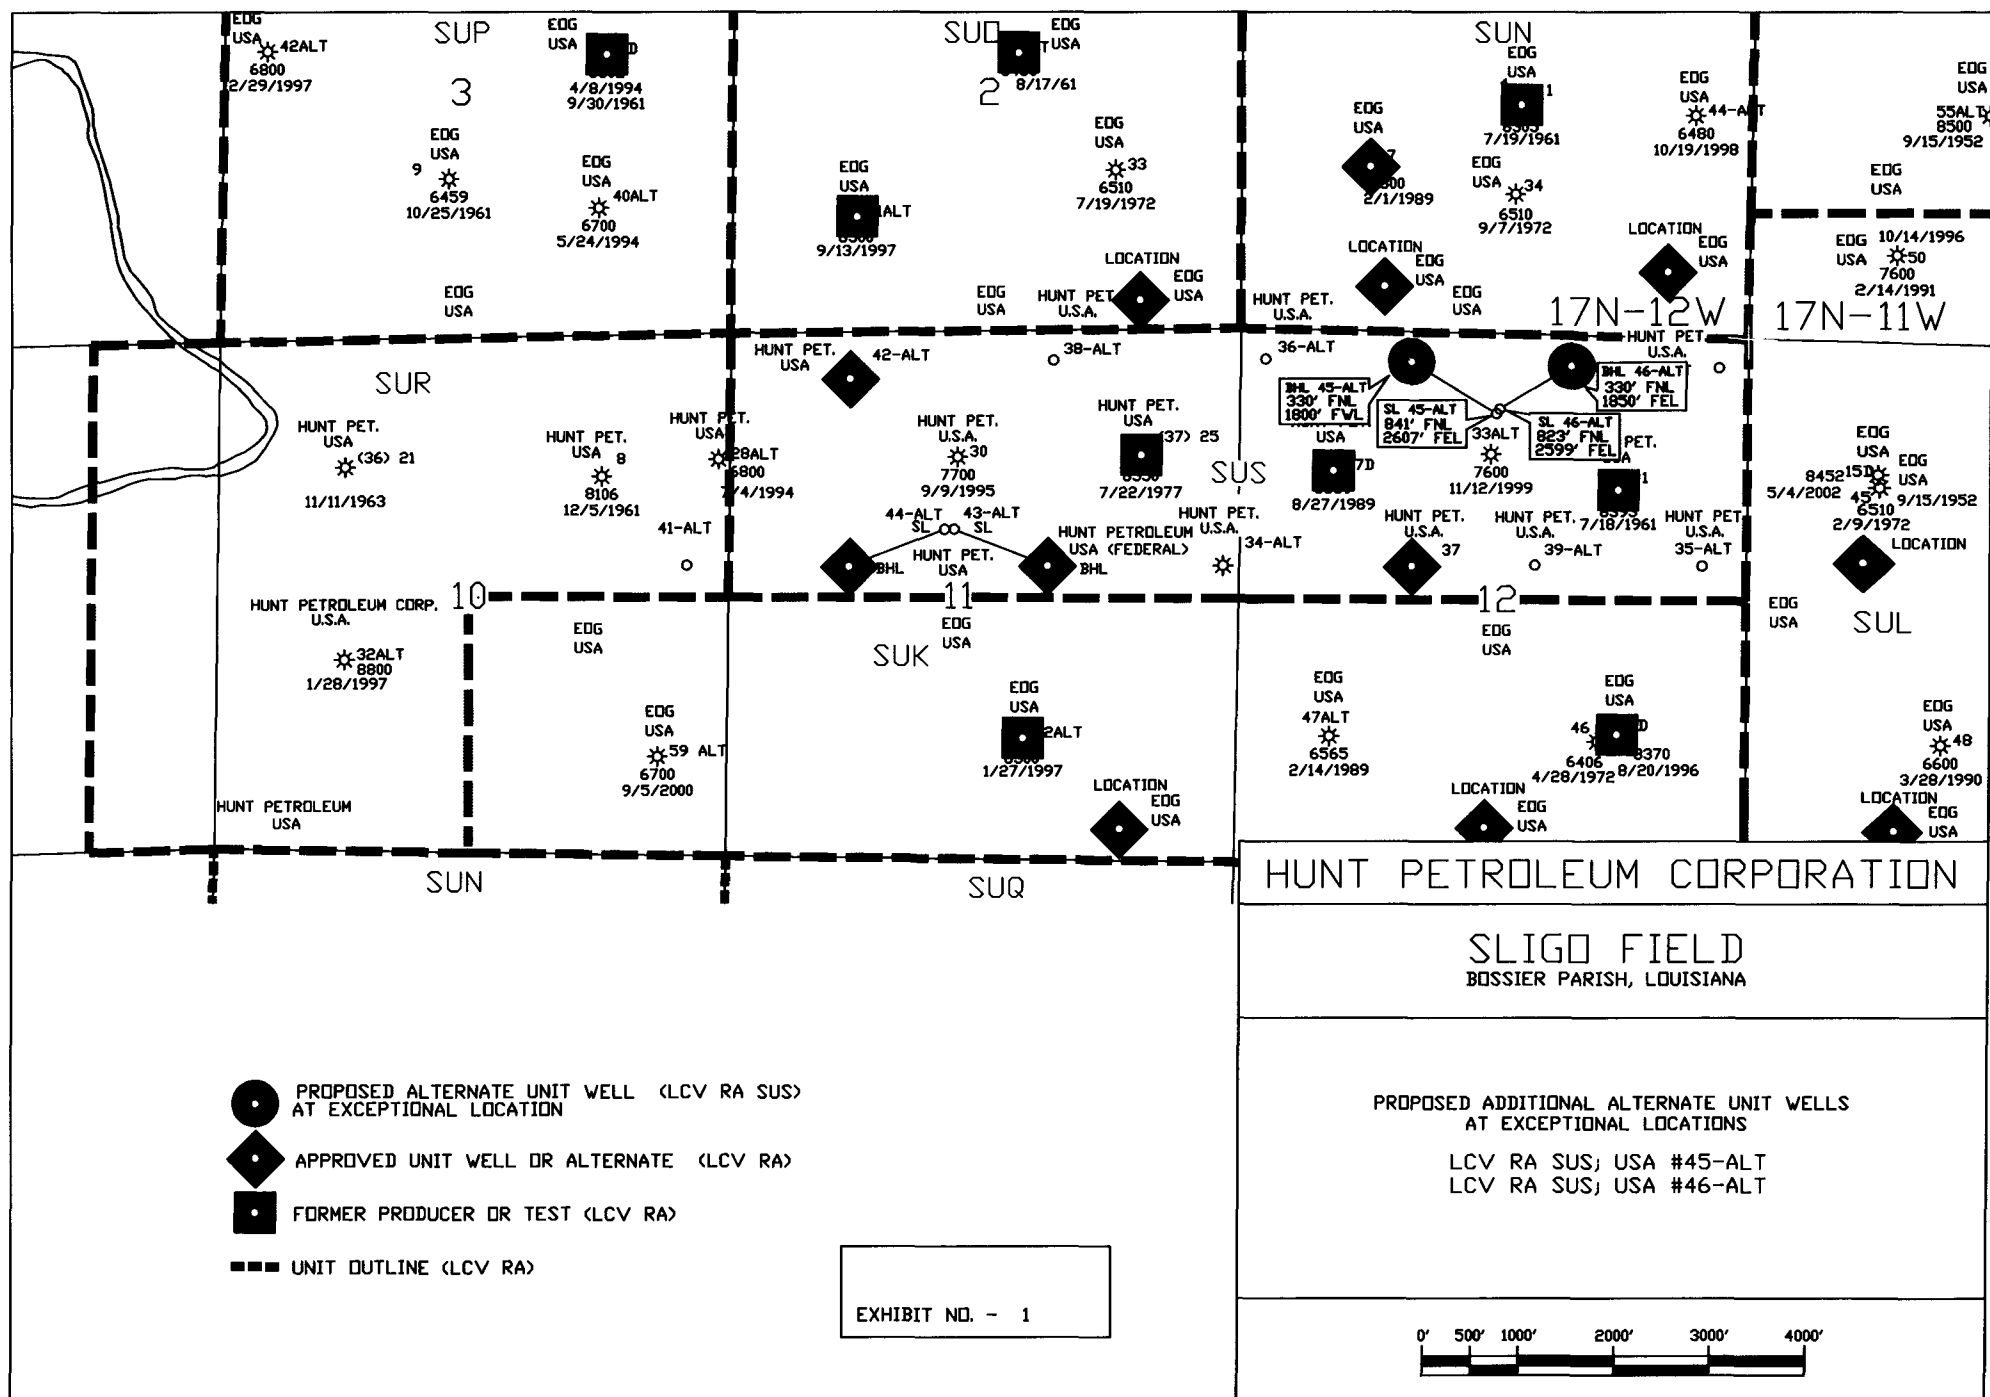 EOG
USA
42ALT
6800
2/29/1997
SUP
3
EOG
USA
D
4/8/1994
9/30/1961
EOG
USA
9
6459
10/25/1961
EOG
USA
40ALT
6700
5/24/1994
EOG
USA
SUO
2
EOG
USA
8/17/61
EOG
USA
33
6510
7/19/1972
EOG
USA
ALT
9/13/1997
LOCATION
EOG
USA
EOG
USA
HUNT PET.
U.S.A.
SUN
EOG
USA
1
7/19/1961
EOG
USA
44-ALT
6480
10/19/1998
EOG
USA
7
2/1/1989
EOG
USA
34
6510
9/7/1972
LOCATION
EOG
USA
LOCATION
EOG
USA
EOG
USA
HUNT PET.
U.S.A.
17N-12W
17N-11W
EOG
USA
55ALT
8500
9/15/1952
EOG
USA
10/14/1996
EOG
USA
50
7600
2/14/1991
SUR
HUNT PET.
USA
(36) 21
11/11/1963
HUNT PET.
USA
8
8106
12/5/1961
HUNT PET.
USA
28ALT
6800
7/4/1994
41-ALT
HUNT PET.
USA
42-ALT
38-ALT
HUNT PET.
U.S.A.
30
7700
9/9/1995
HUNT PET.
USA
(37) 25
7/22/1977
44-ALT
SL
43-ALT
SL
BHL
HUNT PET.
USA
BHL
HUNT PETROLEUM
USA (FEDERAL)
SUS
HUNT PET.
U.S.A.
34-ALT
36-ALT
BHL 45-ALT
330' FNL
1800' FWL
SL 45-ALT
841' FNL
2607' FEL
SL 46-ALT
823' FNL
2599' FEL
BHL 46-ALT
330' FNL
1850' FEL
HUNT PET.
U.S.A.
USA
7D
8/27/1989
33ALT
7600
11/12/1999
PET.
1
7/18/1961
HUNT PET.
U.S.A.
37
HUNT PET.
U.S.A.
39-ALT
HUNT PET.
U.S.A.
35-ALT
EOG
USA
8452
15D
5/4/2002
EOG
USA
9/15/1952
45
6510
2/9/1972
LOCATION
EOG
USA
SUL
HUNT PETROLEUM CORP.
U.S.A.
10
11
12
32ALT
8800
1/28/1997
EOG
USA
EOG
USA
59 ALT
6700
9/5/2000
HUNT PETROLEUM
USA
SUK
EOG
USA
EOG
USA
2ALT
1/27/1997
LOCATION
EOG
USA
EOG
USA
EOG
USA
47ALT
6565
2/14/1989
EOG
USA
46
D
6406
8370
4/28/1972
8/20/1996
LOCATION
EOG
USA
EOG
USA
48
6600
3/28/1990
LOCATION
EOG
USA
SUN
SUQ
HUNT PETROLEUM CORPORATION
SLIGO FIELD
BOSSIER PARISH, LOUISIANA
PROPOSED ADDITIONAL ALTERNATE UNIT WELLS
AT EXCEPTIONAL LOCATIONS
LCV RA SUS; USA #45-ALT
LCV RA SUS; USA #46-ALT
PROPOSED ALTERNATE UNIT WELL (LCV RA SUS)
AT EXCEPTIONAL LOCATION
APPROVED UNIT WELL OR ALTERNATE (LCV RA)
FORMER PRODUCER OR TEST (LCV RA)
UNIT OUTLINE (LCV RA)
EXHIBIT NO. - 1
0' 500' 1000' 2000' 3000' 4000'